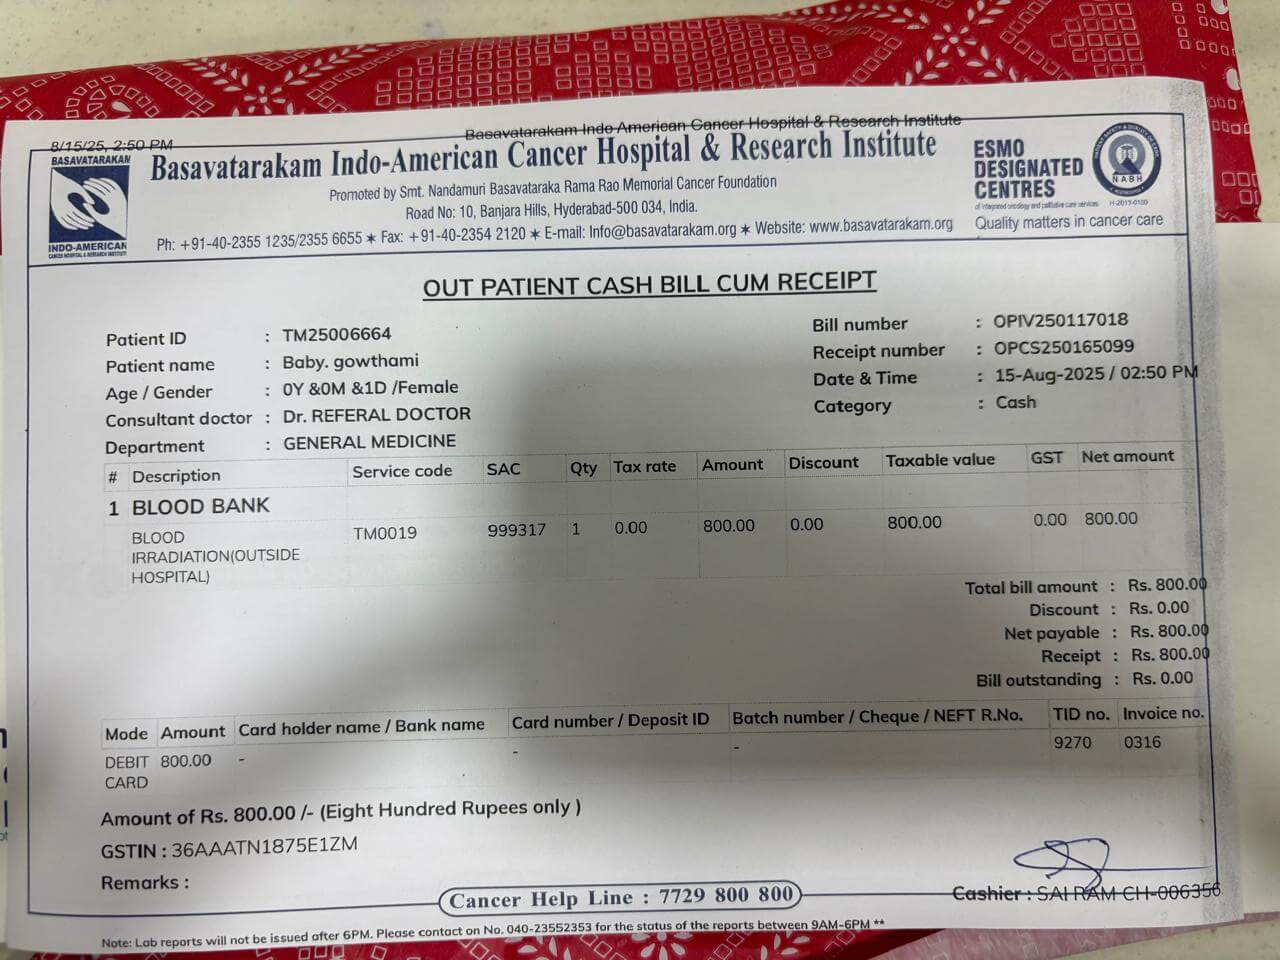 8/15/25, 2:50 PM
Basavatarakam Indo American Cancer Hospital & Research Institute
BASAVATARAKAM
INDO-AMERICAN
CANCER HOSPITAL & RESEARCH INSTITUTE
Basavatarakam Indo-American Cancer Hospital & Research Institute
Promoted by Smt. Nandamuri Basavataraka Rama Rao Memorial Cancer Foundation
Road No: 10, Banjara Hills, Hyderabad-500 034, India.
Ph: +91-40-2355 1235/2355 6655 ★ Fax: +91-40-2354 2120 ★ E-mail: Info@basavatarakam.org ★ Website: www.basavatarakam.org
ESMO
DESIGNATED
CENTRES
of integrated oncology and palliative care services
NABH
H-2013-0180
Quality matters in cancer care
OUT PATIENT CASH BILL CUM RECEIPT
Patient ID : TM25006664
Patient name : Baby. gowthami
Age / Gender : 0Y &0M &1D /Female
Consultant doctor : Dr. REFERAL DOCTOR
Department : GENERAL MEDICINE
Bill number : OPIV250117018
Receipt number : OPCS250165099
Date & Time : 15-Aug-2025 / 02:50 PM
Category : Cash
# Description Service code SAC Qty Tax rate Amount Discount Taxable value GST Net amount
1 BLOOD BANK
BLOOD TM0019 999317 1 0.00 800.00 0.00 800.00 0.00 800.00
IRRADIATION(OUTSIDE
HOSPITAL)
Total bill amount : Rs. 800.00
Discount : Rs. 0.00
Net payable : Rs. 800.00
Receipt : Rs. 800.00
Bill outstanding : Rs. 0.00
Mode Amount Card holder name / Bank name Card number / Deposit ID Batch number / Cheque / NEFT R.No. TID no. Invoice no.
DEBIT 800.00 - - - 9270 0316
CARD
Amount of Rs. 800.00 /- (Eight Hundred Rupees only )
GSTIN : 36AAATN1875E1ZM
Remarks :
Cancer Help Line : 7729 800 800
Cashier : SAI RAM CH-006356
Note: Lab reports will not be issued after 6PM. Please contact on No. 040-23552353 for the status of the reports between 9AM-6PM **